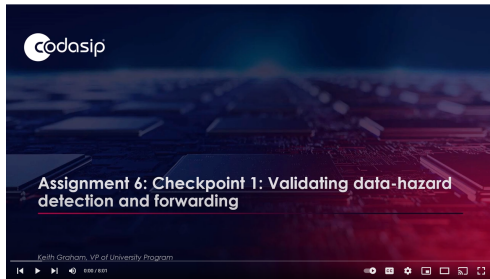 codasip
Assignment 6: Checkpoint 1: Validating data-hazard
detection and forwarding
Keith Graham, VP of University Program
0:00 / 6:01
CC